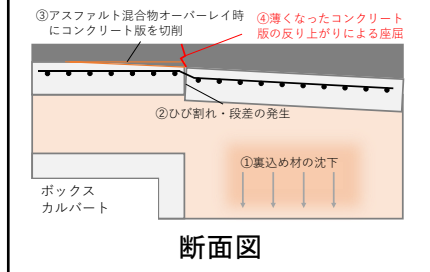 ③アスファルト混合物オーバーレイ時
にコンクリート版を切削
④薄くなったコンクリート
版の反り上がりによる座屈
②ひび割れ・段差の発生
①裏込め材の沈下
ボックス
カルバート
断面図